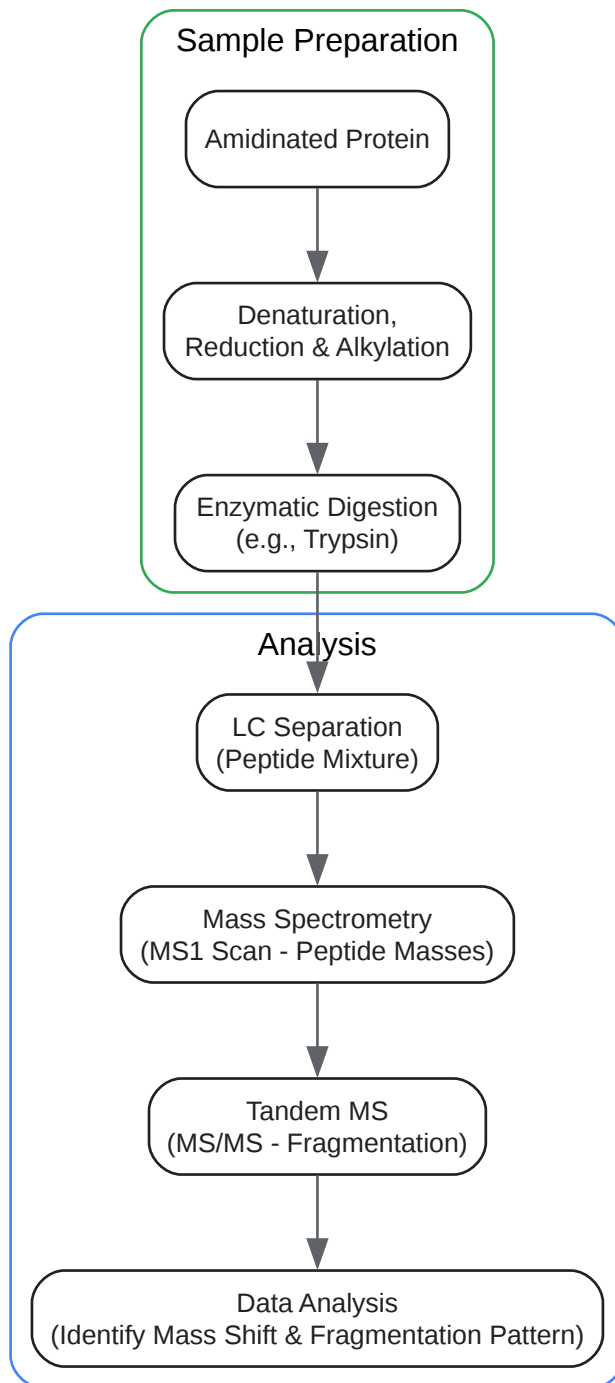 Sample Preparation
Amidinated Protein
Denaturation,
Reduction & Alkylation
Enzymatic Digestion
(e.g., Trypsin)
Analysis
LC Separation
(Peptide Mixture)
Mass Spectrometry
(MS1 Scan - Peptide Masses)
Tandem MS
(MS/MS - Fragmentation)
Data Analysis
(Identify Mass Shift & Fragmentation Pattern)